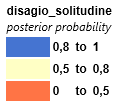 disagio_solitudine
posterior probability
0,8 to 1
0,5 to 0,8
0 to 0,5